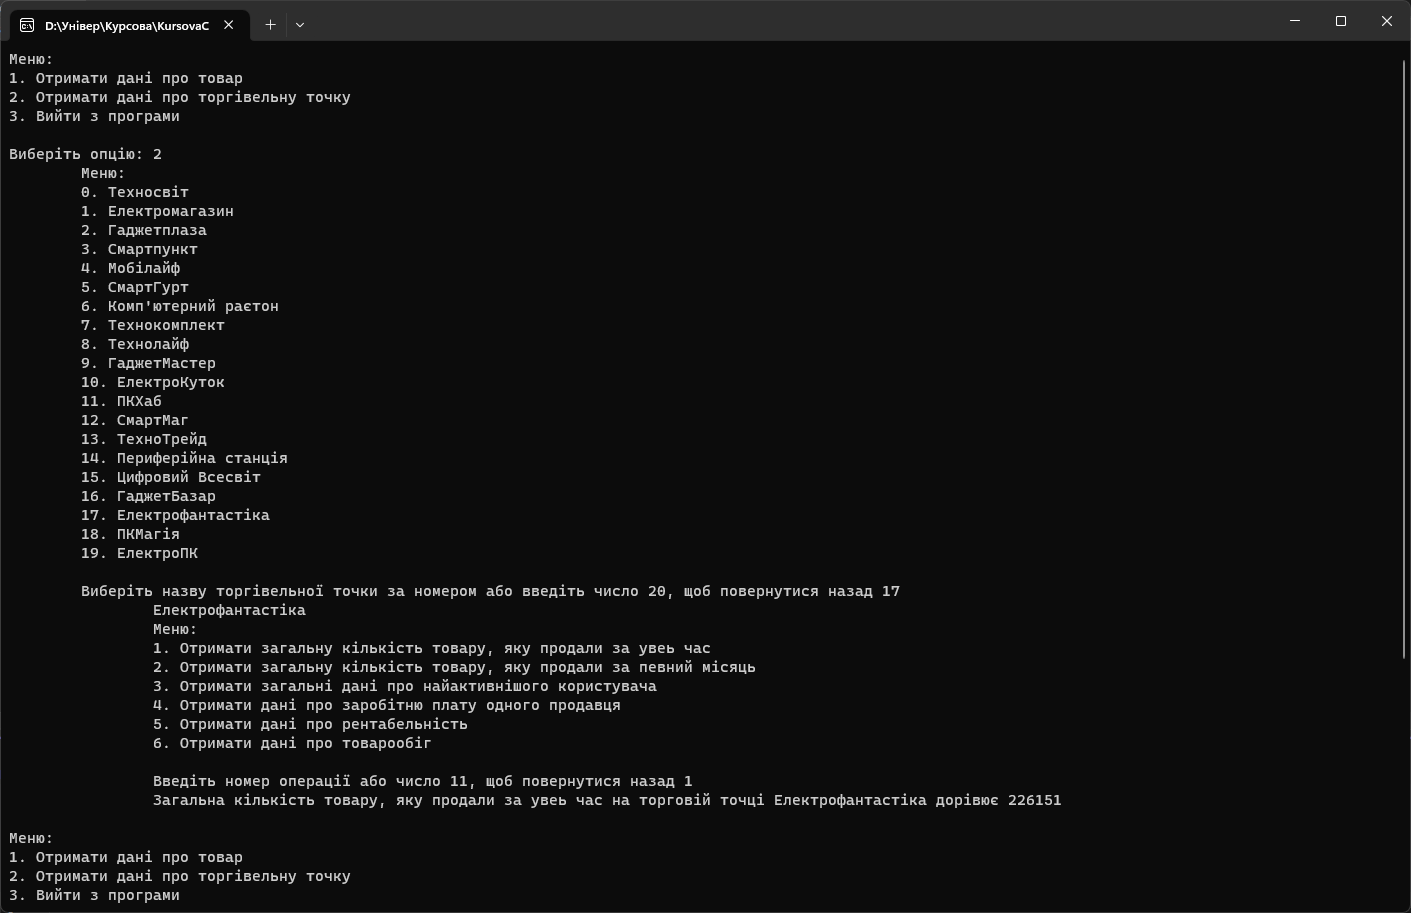 D:\Універ\Курсова\KursovaC
Меню:
1. Отримати дані про товар
2. Отримати дані про торгівельну точку
3. Вийти з програми
Виберіть опцію: 2
Меню:
0. Техносвіт
1. Електромагазин
2. Гаджетплаза
3. Смартпункт
4. Мобілайф
5. СмартГурт
6. Комп'ютерний раєтон
7. Технокомплект
8. Технолайф
9. ГаджетМастер
10. ЕлектроКуток
11. ПКХаб
12. СмартМаг
13. ТехноТрейд
14. Периферійна станція
15. Цифровий Всесвіт
16. ГаджетБазар
17. Електрофантастіка
18. ПКМагія
19. ЕлектроПК
Виберіть назву торгівельної точки за номером або введіть число 20, щоб повернутися назад 17
Електрофантастіка
Меню:
1. Отримати загальну кількість товару, яку продали за увеь час
2. Отримати загальну кількість товару, яку продали за певний місяць
3. Отримати загальні дані про найактивнішого користувача
4. Отримати дані про заробітню плату одного продавця
5. Отримати дані про рентабельність
6. Отримати дані про товарообіг
Введіть номер операції або число 11, щоб повернутися назад 1
Загальна кількість товару, яку продали за увеь час на торговій точці Електрофантастіка дорівює 226151
Меню:
1. Отримати дані про товар
2. Отримати дані про торгівельну точку
3. Вийти з програми